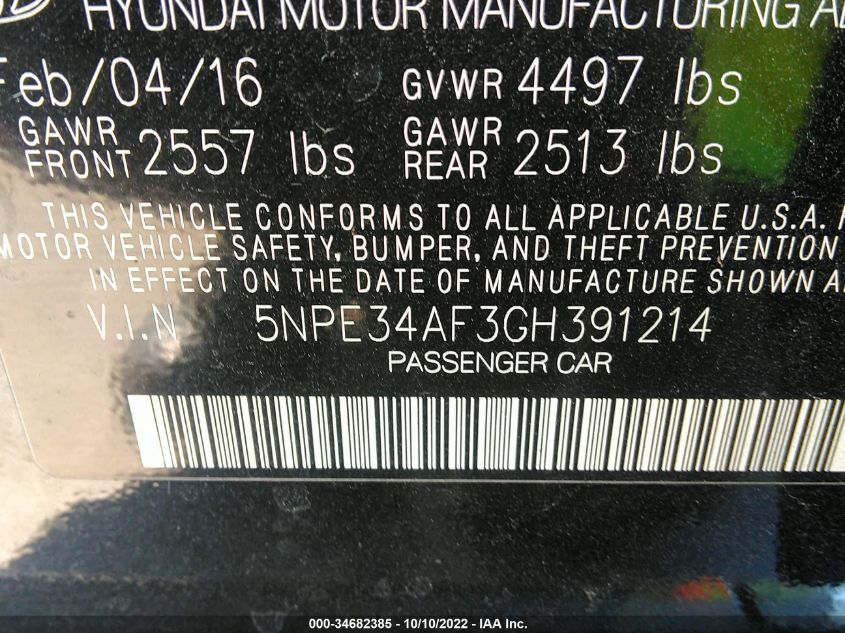 HYUNDAI MOTOR MANUFACTURING
Feb/04/16 GVWR 4497 lbs
GAWR FRONT 2557 lbs GAWR REAR 2513 lbs
THIS VEHICLE CONFORMS TO ALL APPLICABLE U.S.A.
MOTOR VEHICLE SAFETY, BUMPER, AND THEFT PREVENTION
IN EFFECT ON THE DATE OF MANUFACTURE SHOWN
V.I.N 5NPE34AF3GH391214
PASSENGER CAR
000-34682385 - 10/10/2022 - IAA Inc.